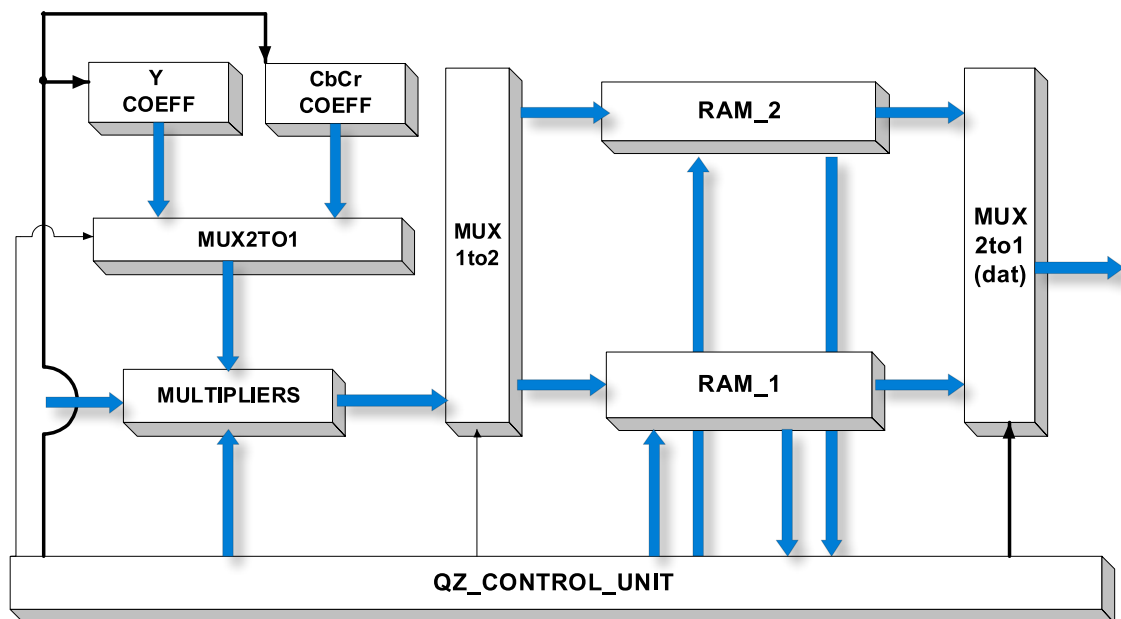 Y
COEFF
CbCr
COEFF
MUX2TO1
MULTIPLIERS
MUX
1to2
RAM_2
RAM_1
MUX
2to1
(dat)
QZ_CONTROL_UNIT